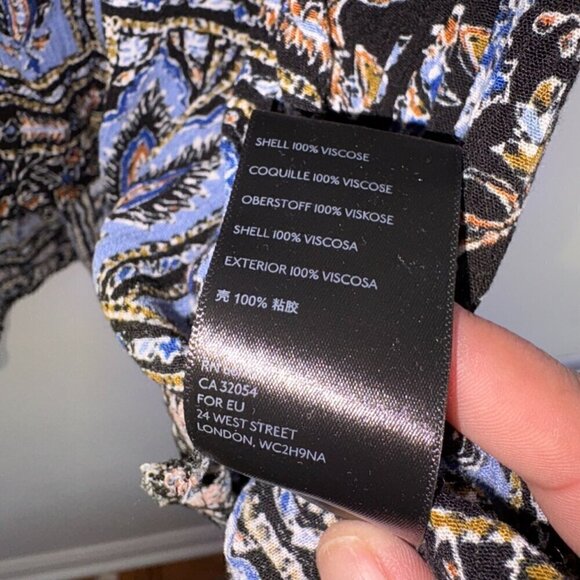 SHELL 100% VISCOSE
COQUILLE 100% VISCOSE
OBERSTOFF 100% VISKOSE
SHELL 100% VISCOSA
EXTERIOR 100% VISCOSA
壳 100% 粘胶
RN
CA 32054
FOR EU
24 WEST STREET
LONDON, WC2H9NA